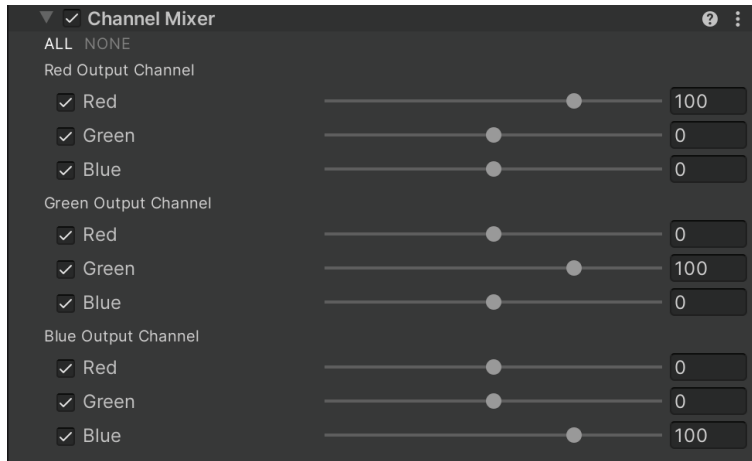 Channel Mixer
ALL NONE
Red Output Channel
Red 100
Green 0
Blue 0
Green Output Channel
Red 0
Green 100
Blue 0
Blue Output Channel
Red 0
Green 0
Blue 100